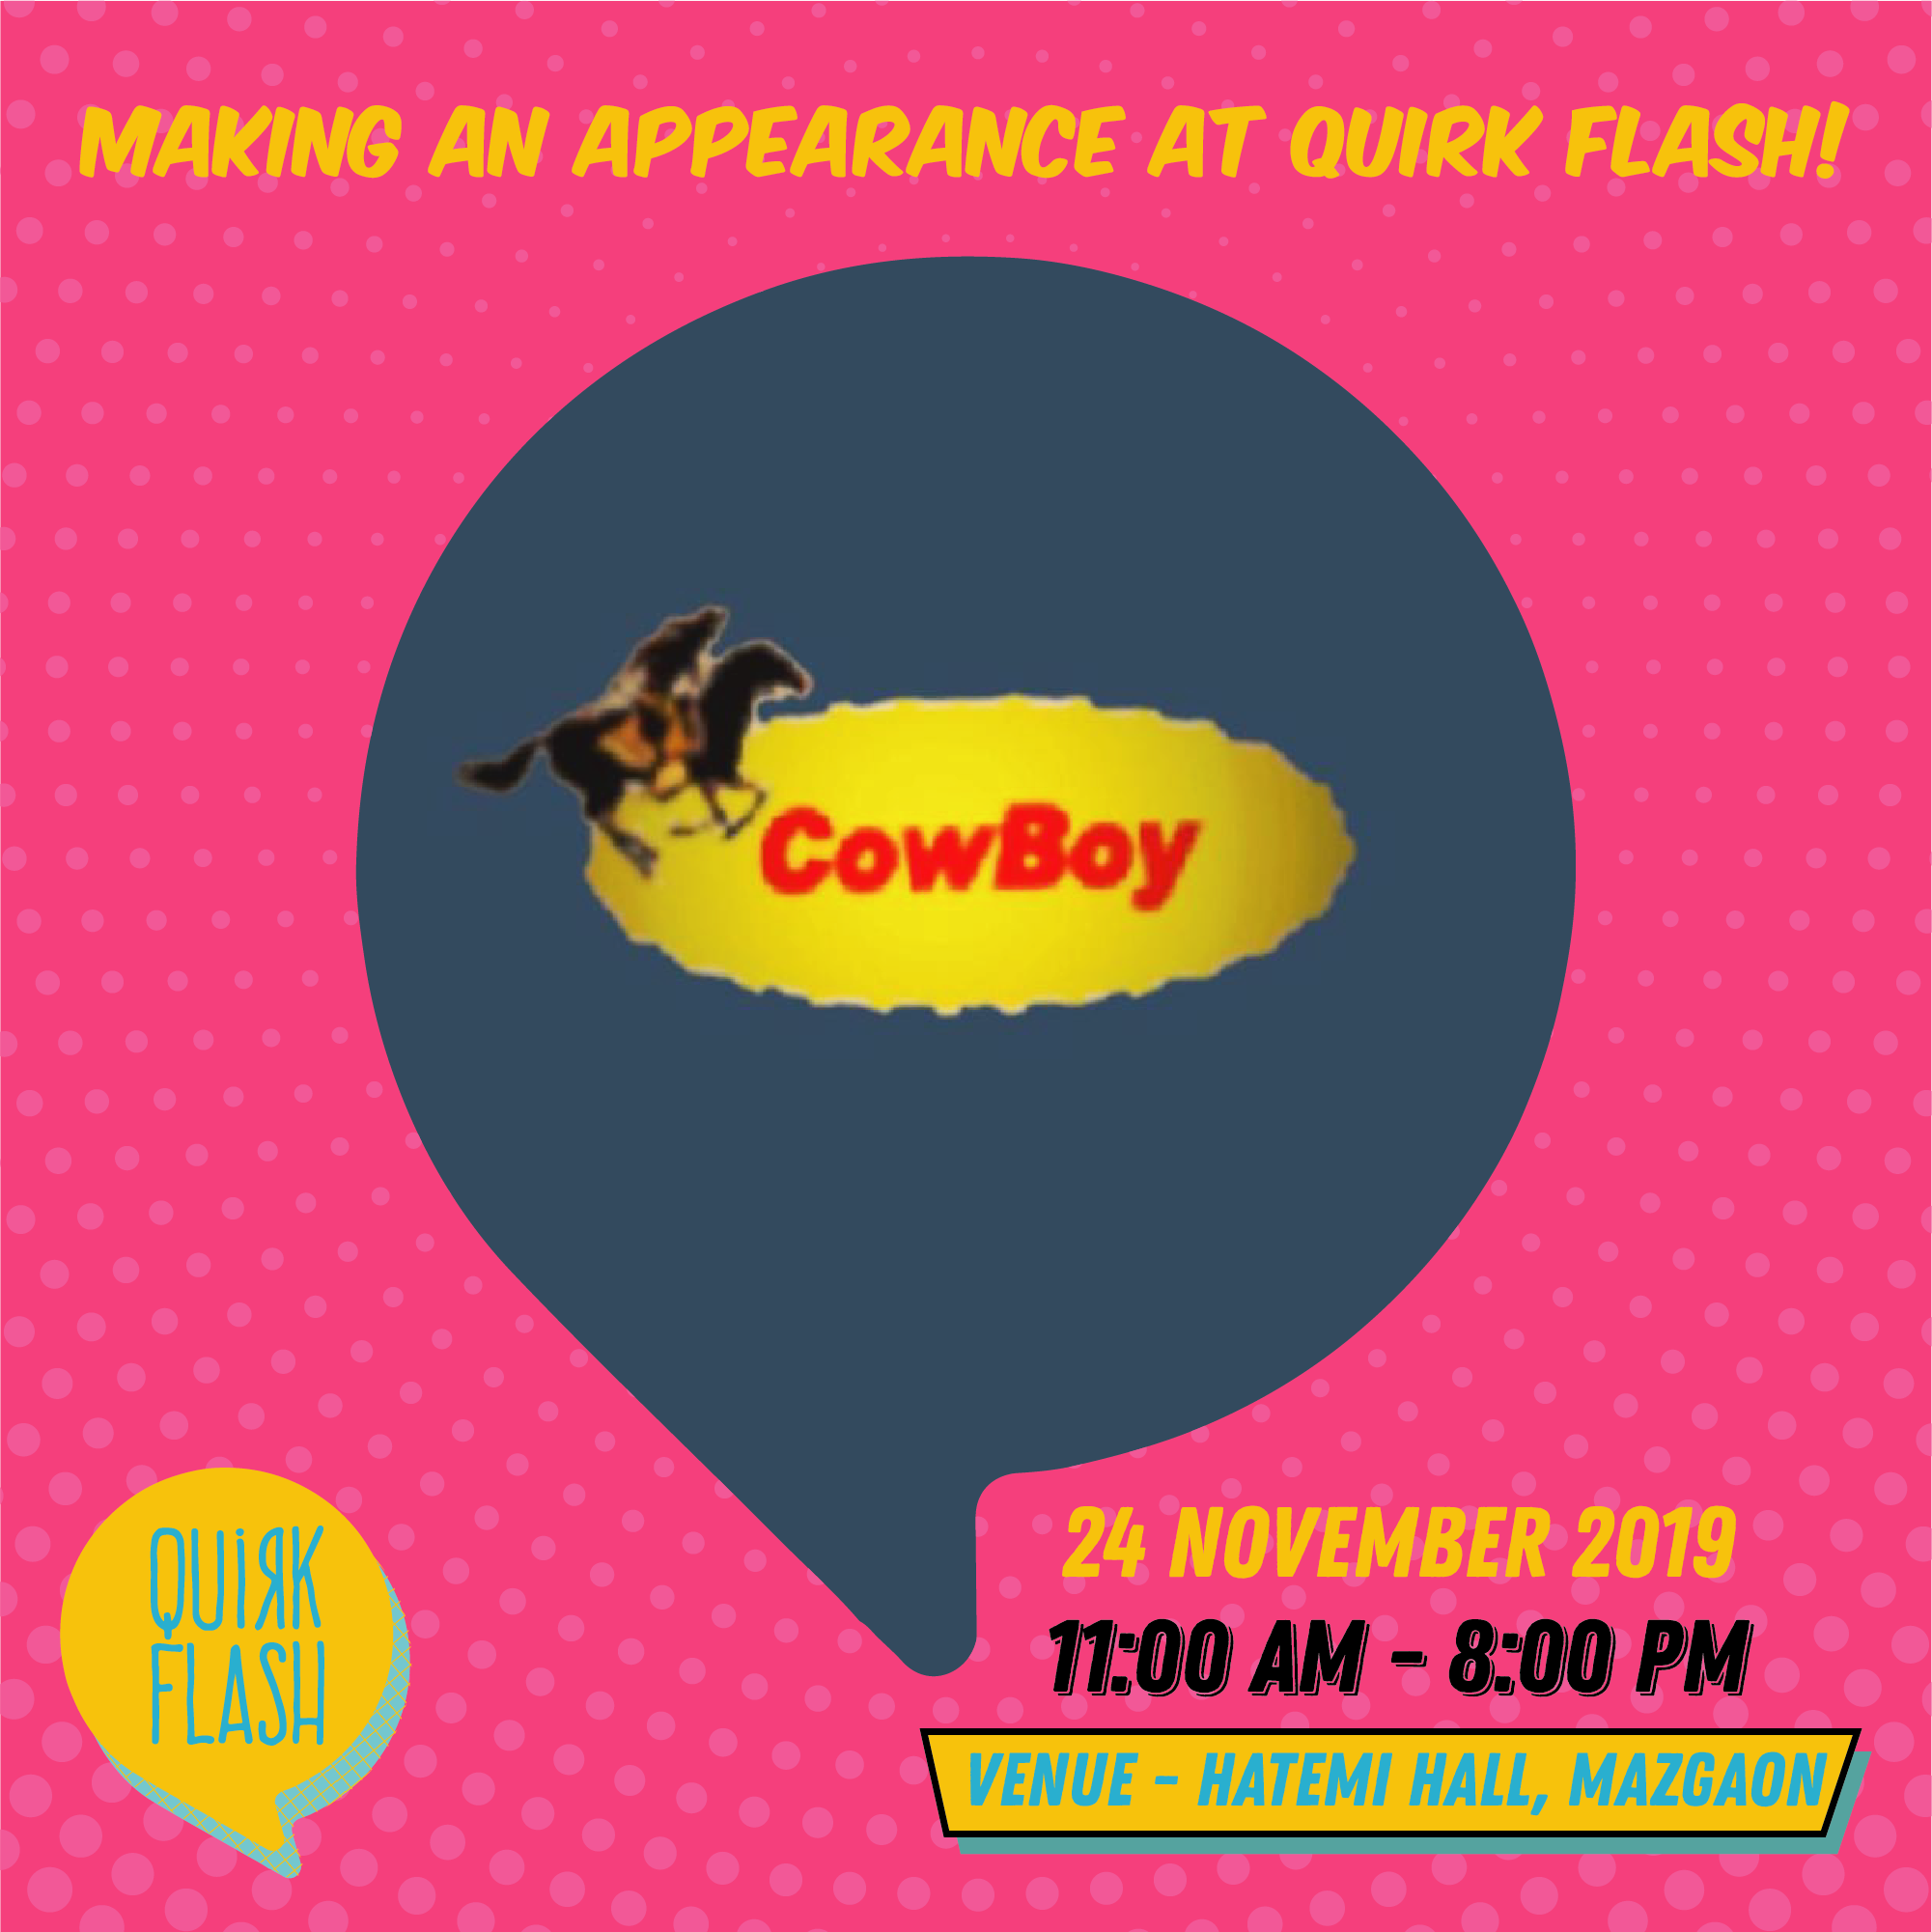 MAKING AN APPEARANCE AT QUIRK FLASH!
CowBoy
24 NOVEMBER 2019
11:00 AM - 8:00 PM
VENUE - HATEMI HALL, MAZGAON
QUiRK
FLASH